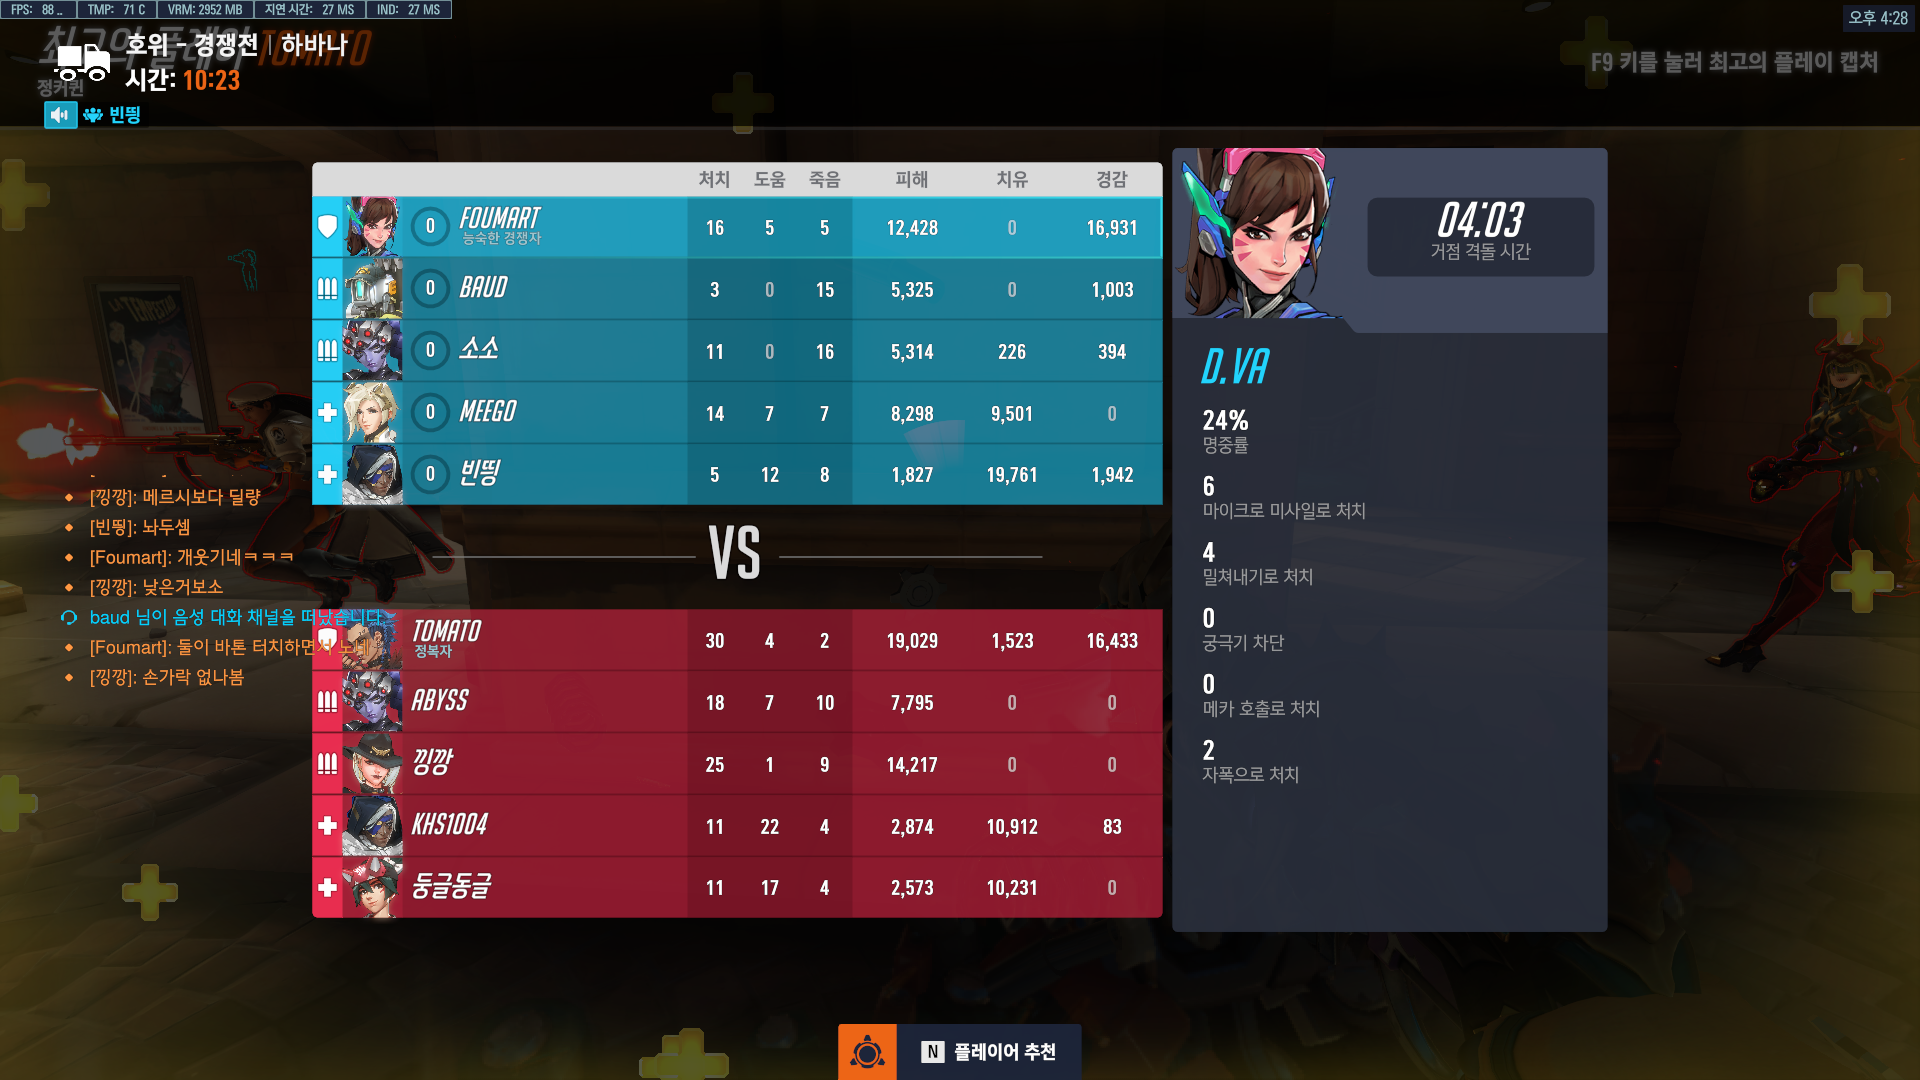 FPS: 88 ..
TMP: 71 C
VRM: 2952 MB
지연 시간: 27 MS
IND: 27 MS
오후 4:28
최고의 플레이 TOMATO
정커퀸
호위 - 경쟁전 | 하바나
시간: 10:23
빈띵
F9 키를 눌러 최고의 플레이 캡처
처치 도움 죽음 피해 치유 경감
0 FOUMART 16 5 5 12,428 0 16,931
능숙한 경쟁자
0 BAUD 3 0 15 5,325 0 1,003
0 소소 11 0 16 5,314 226 394
0 MEEGO 14 7 7 8,298 9,501 0
0 빈띵 5 12 8 1,827 19,761 1,942
VS
TOMATO 30 4 2 19,029 1,523 16,433
정복자
ABYSS 18 7 10 7,795 0 0
낑깡 25 1 9 14,217 0 0
KHS1004 11 22 4 2,874 10,912 83
둥글동글 11 17 4 2,573 10,231 0
[낑깡]: 메르시보다 딜량
[빈띵]: 놔두셈
[Foumart]: 개웃기네ㅋㅋㅋ
[낑깡]: 낮은거보소
baud 님이 음성 대화 채널을 떠났습니다
[Foumart]: 둘이 바톤 터치하면서 노네
[낑깡]: 손가락 없나봄
04:03
거점 격돌 시간
D.VA
24%
명중률
6
마이크로 미사일로 처치
4
밀쳐내기로 처치
0
궁극기 차단
0
메카 호출로 처치
2
자폭으로 처치
N 플레이어 추천